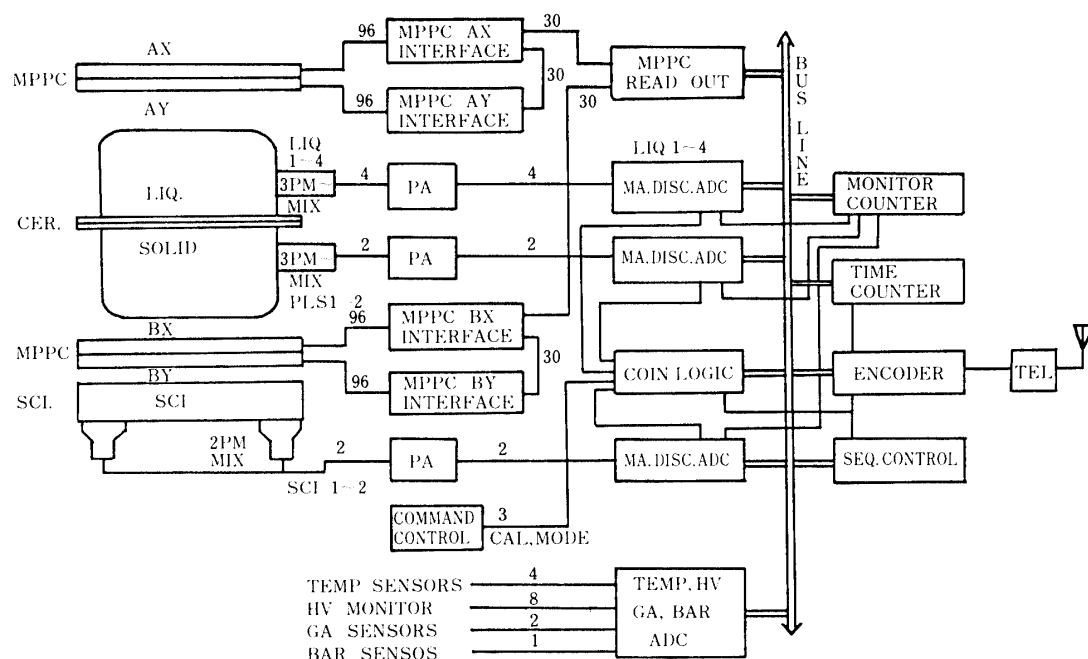 AX
MPPC
AY
96
96
MPPC AX
INTERFACE
MPPC AY
INTERFACE
30
30
30
MPPC
READ OUT
BUS LINE
LIQ
1~4
3PM~
MIX
LIQ.
CER.
SOLID
3PM~
MIX
PLS1~2
4
PA
4
LIQ 1~4
MA.DISC.ADC
2
PA
2
MA.DISC.ADC
MONITOR
COUNTER
TIME
COUNTER
BX
MPPC
BY
96
96
MPPC BX
INTERFACE
MPPC BY
INTERFACE
30
COIN LOGIC
ENCODER
TEL
SCI.
SCI
2PM
MIX
SCI 1~2
2
PA
2
MA.DISC.ADC
SEQ.CONTROL
COMMAND
CONTROL
3
CAL,MODE
TEMP SENSORS
4
HV MONITOR
8
GA SENSORS
2
BAR SENSOS
1
TEMP,HV
GA, BAR
ADC